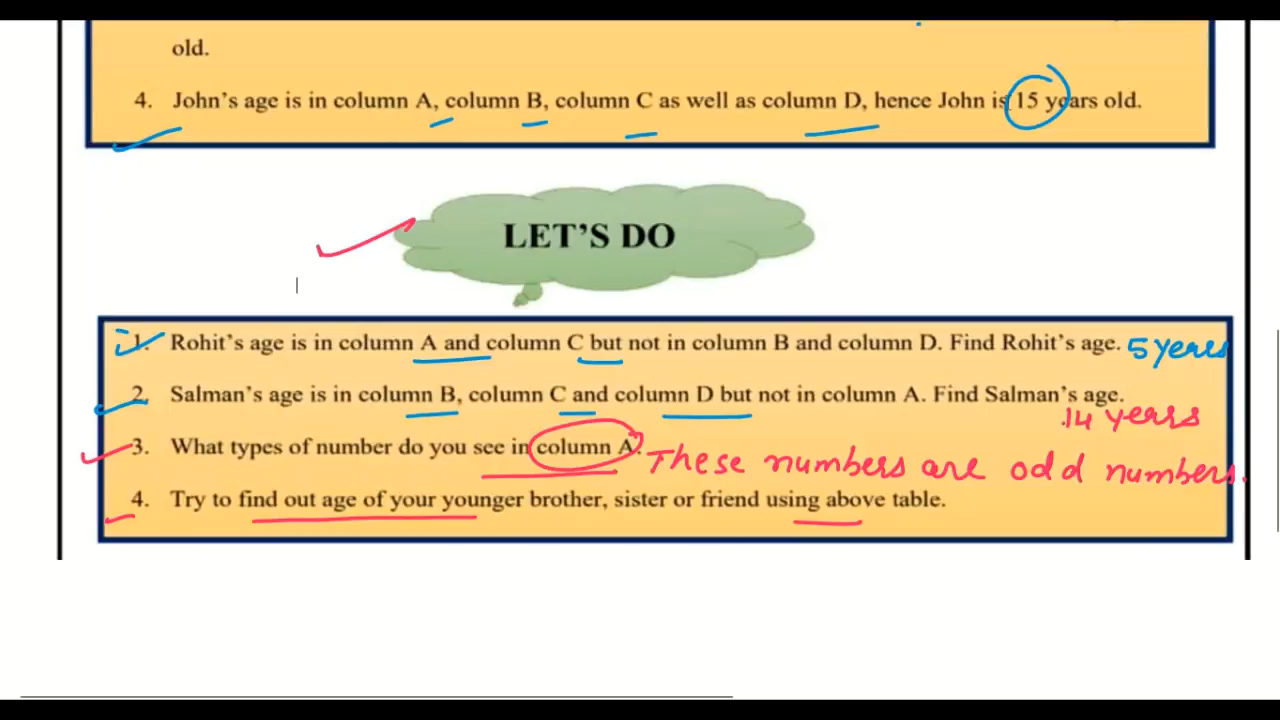 old.
4. John's age is in column A, column B, column C as well as column D, hence John is 15 years old.
LET'S DO
1. Rohit's age is in column A and column C but not in column B and column D. Find Rohit's age. 5 yeres
2. Salman's age is in column B, column C and column D but not in column A. Find Salman's age.
14 yeers
3. What types of number do you see in column A. These numbers are odd numbers.
4. Try to find out age of your younger brother, sister or friend using above table.